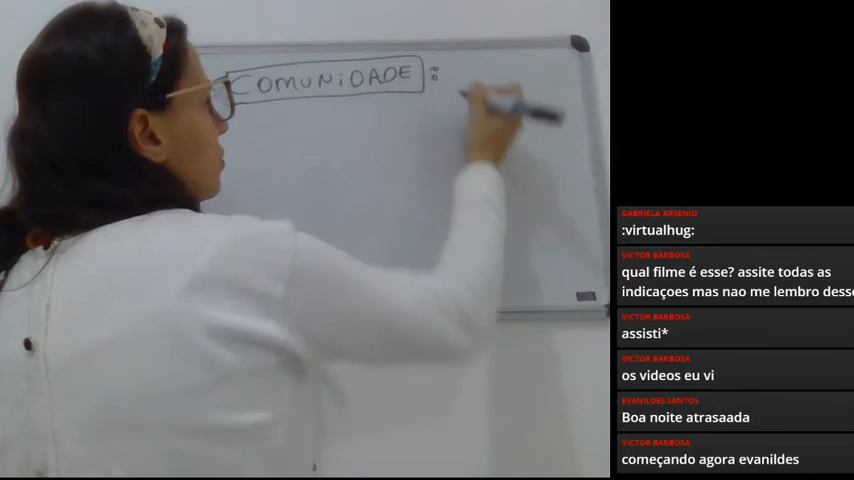 COMUNiDADE:
GABRIELA ARSENIO
:virtualhug:
VICTOR BARBOSA
qual filme é esse? assite todas as
indicaçoes mas nao me lembro desse
VICTOR BARBOSA
assisti*
VICTOR BARBOSA
os videos eu vi
EVANILDES SANTOS
Boa noite atrasaada
VICTOR BARBOSA
começando agora evanildes